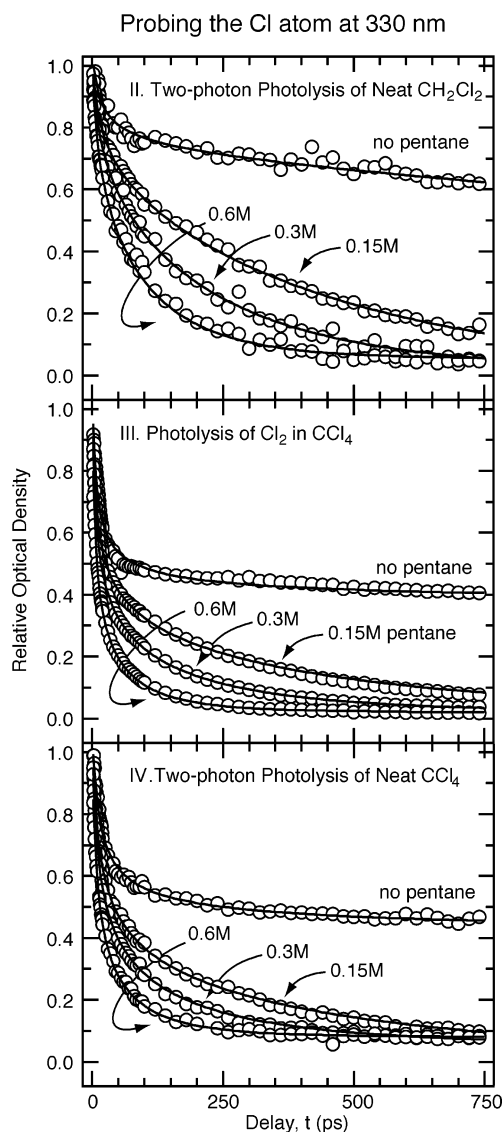 Probing the Cl atom at 330 nm
1.0
II. Two-photon Photolysis of Neat CH₂Cl₂
no pentane
0.8
0.6
0.6M
0.3M
0.15M
0.4
0.2
0.0
1.0
III. Photolysis of Cl₂ in CCl₄
0.8
0.6
no pentane
0.4
0.6M
0.3M
0.15M pentane
0.2
0.0
Relative Optical Density
1.0
IV.Two-photon Photolysis of Neat CCl₄
0.8
0.6
no pentane
0.4
0.6M
0.3M
0.15M
0.2
0.0
0 250 500 750
Delay, t (ps)